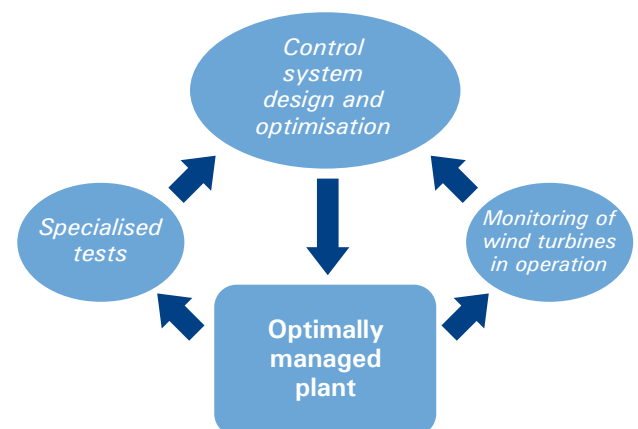 Control
system
design and
optimisation
Specialised
tests
Monitoring of
wind turbines
in operation
Optimally
managed
plant